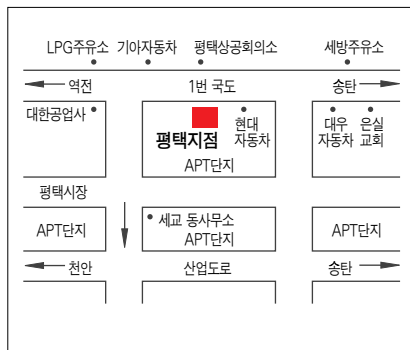 LPG주유소 기아자동차 평택상공회의소 세방주유소
역전 1번 국도 송탄
대한공업사
평택지점
현대
자동차
APT단지
대우
자동차
은실
교회
평택시장
APT단지
세교 동사무소
APT단지
APT단지
천안 산업도로 송탄